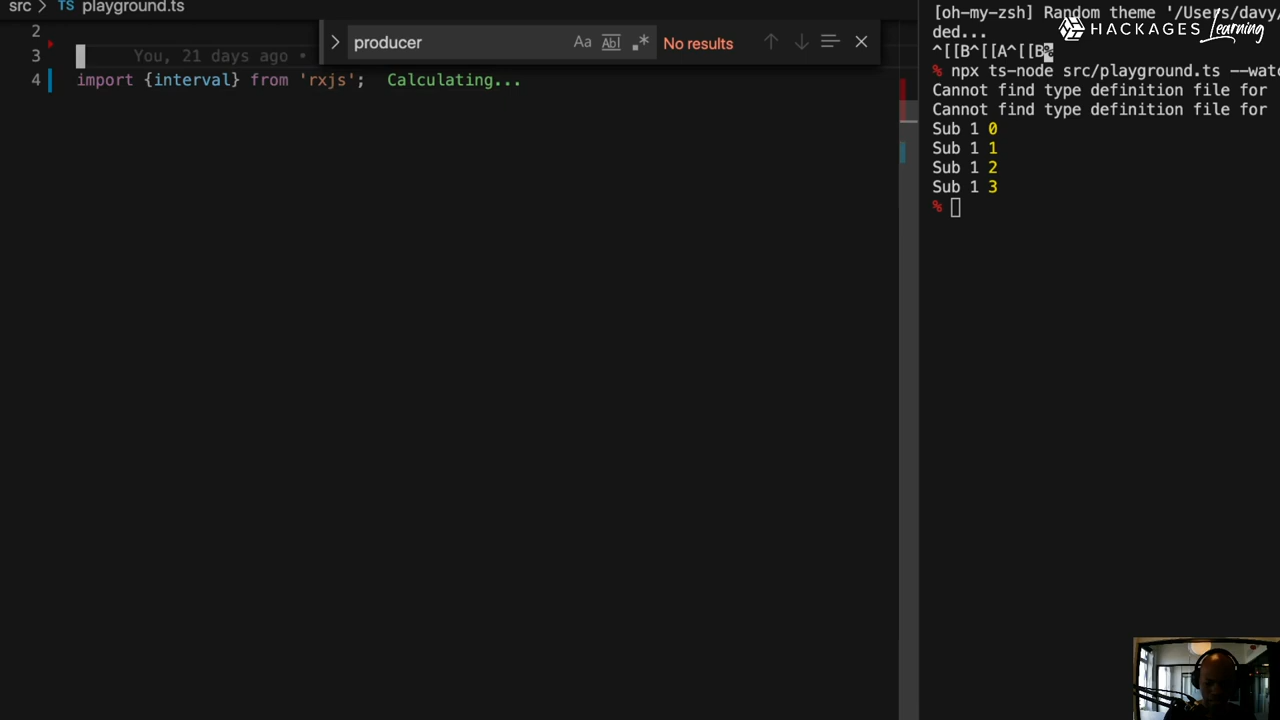 src > TS playground.ts
2
3 You, 21 days ago •
4 import {interval} from 'rxjs'; Calculating...
producer Aa Abl .* No results
[oh-my-zsh] Random theme '/Users/davy/
ded...
HACKAGES Learning
^[[B^[[A^[[B%
% npx ts-node src/playground.ts --watc
Cannot find type definition file for
Cannot find type definition file for
Sub 1 0
Sub 1 1
Sub 1 2
Sub 1 3
%